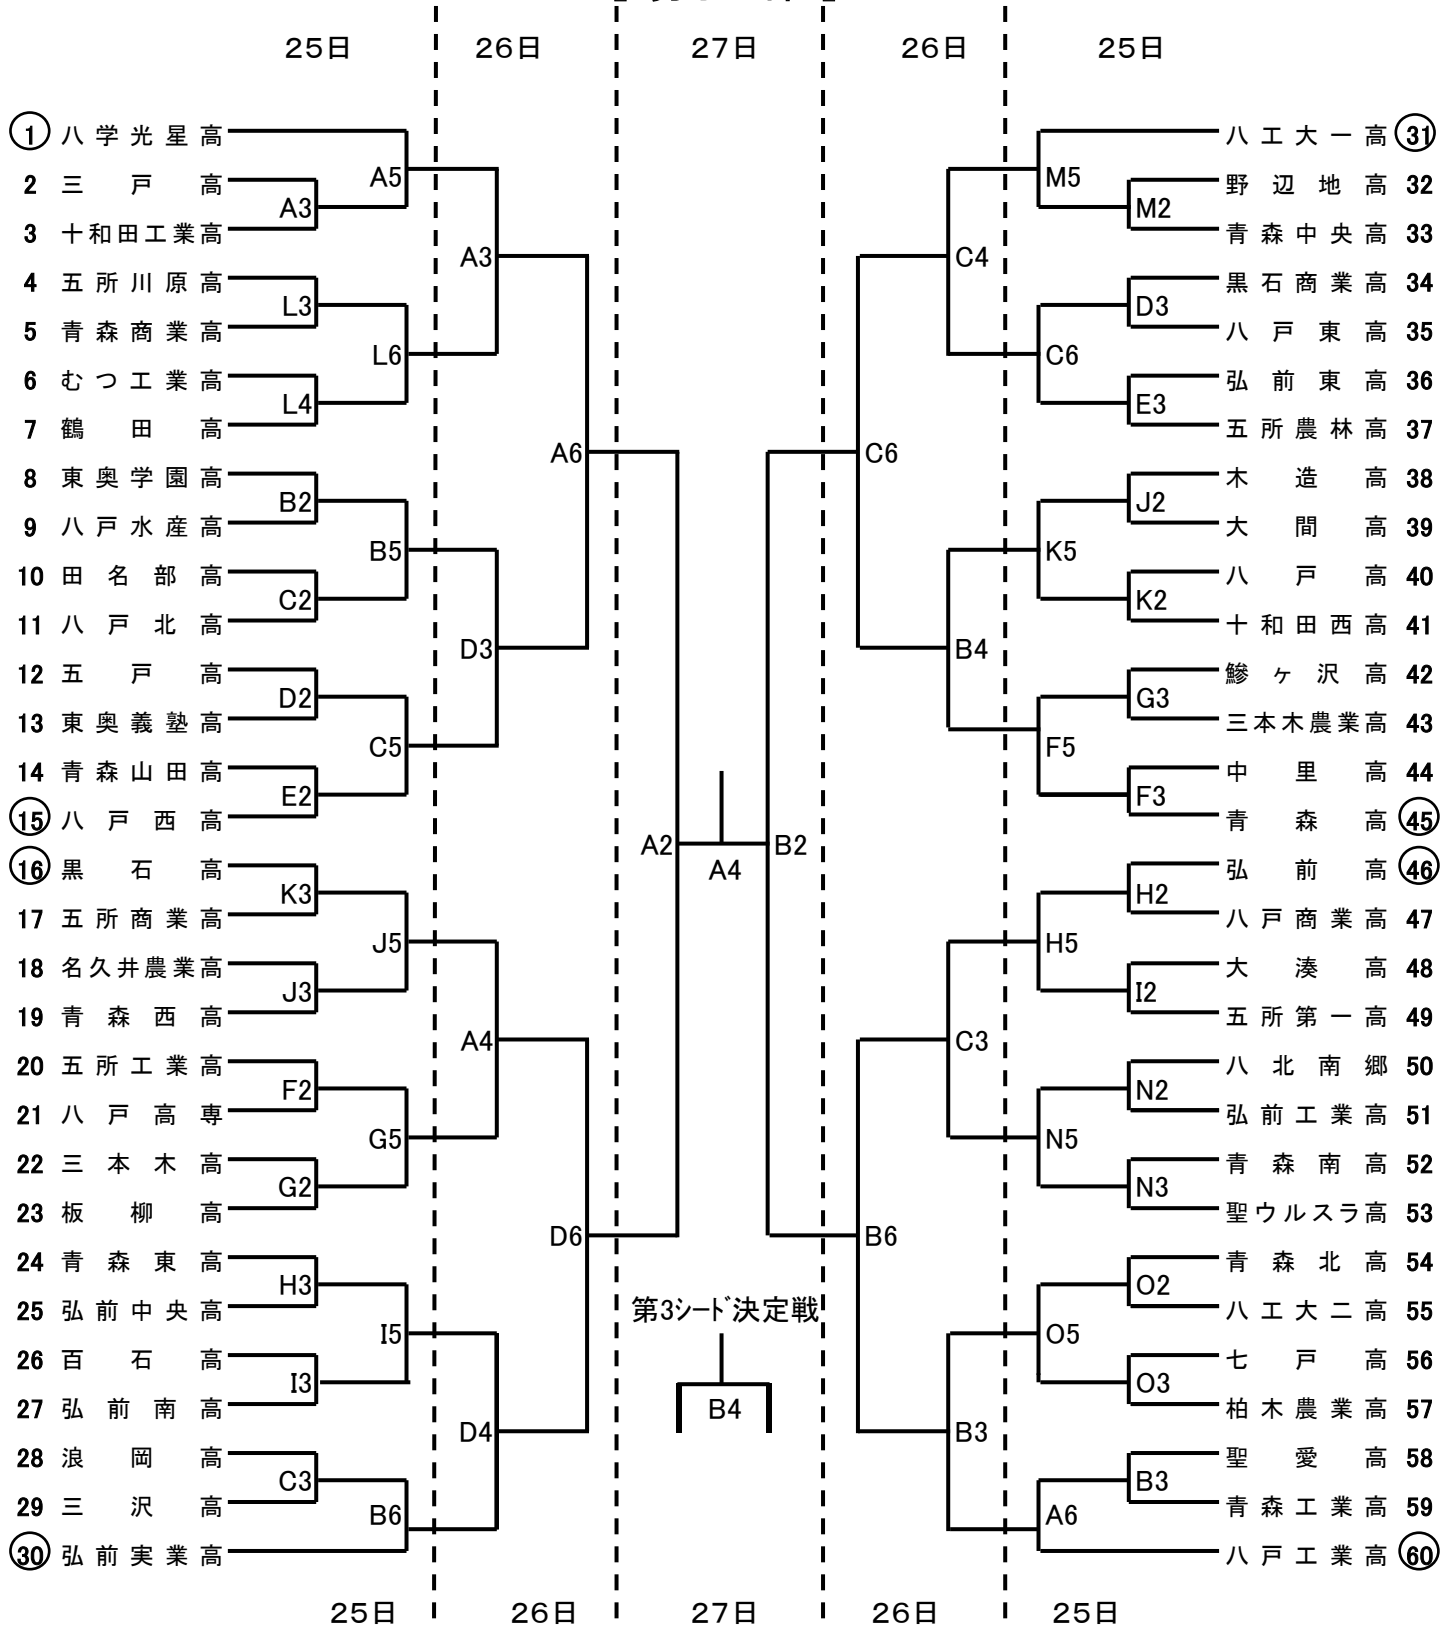 25日 26日 27日 26日 25日
1 八学光星高
2 三戸高
3 十和田工業高
4 五所川原高
5 青森商業高
6 むつ工業高
7 鶴田高
8 東奥学園高
9 八戸水産高
10 田名部高
11 八戸北高
12 五戸高
13 東奥義塾高
14 青森山田高
15 八戸西高
16 黒石高
17 五所商業高
18 名久井農業高
19 青森西高
20 五所工業高
21 八戸高専
22 三本木高
23 板柳高
24 青森東高
25 弘前中央高
26 百石高
27 弘前南高
28 浪岡高
29 三沢高
30 弘前実業高
A3
L3
L4
B2
C2
D2
E2
K3
J3
F2
G2
H3
I3
C3
A5
L6
B5
C5
J5
G5
I5
B6
A3
D3
A4
D4
A6
D6
A2
A4
B2
第3シード決定戦
B4
C6
B6
C4
B4
C3
B3
M5
C6
K5
F5
H5
N5
O5
A6
M2
D3
E3
J2
K2
G3
F3
H2
I2
N2
N3
O2
O3
B3
八工大一高 31
野辺地高 32
青森中央高 33
黒石商業高 34
八戸東高 35
弘前東高 36
五所農林高 37
木造高 38
大間高 39
八戸高 40
十和田西高 41
鰺ヶ沢高 42
三本木農業高 43
中里高 44
青森高 45
弘前高 46
八戸商業高 47
大湊高 48
五所第一高 49
八北南郷 50
弘前工業高 51
青森南高 52
聖ウルスラ高 53
青森北高 54
八工大二高 55
七戸高 56
柏木農業高 57
聖愛高 58
青森工業高 59
八戸工業高 60
25日 26日 27日 26日 25日